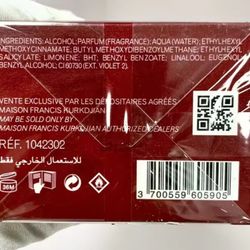 INGREDIENTS: ALCOHOL; PARFUM (FRAGRANCE); AQUA (WATER); ETHYLHEXYL
METHOXYCINNAMATE; BUTYL METHOXYDIBENZOYLMETHANE; ETHYLHEXYL
SALICYLATE; LIMONENE; BHT; BENZYL BENZOATE; LINALOOL; EUGENOL;
BENZYL ALCOHOL; CI 60730 (EXT. VIOLET 2).
VENTE EXCLUSIVE PAR LES DÉPOSITAIRES AGRÉÉS
MAISON FRANCIS KURKDJIAN
MAY BE SOLD ONLY BY
MAISON FRANCIS KURKDJIAN AUTHORIZED DEALERS
للاستعمال الخارجي فقط
RÉF. 1042302
36M
3 700559 605905